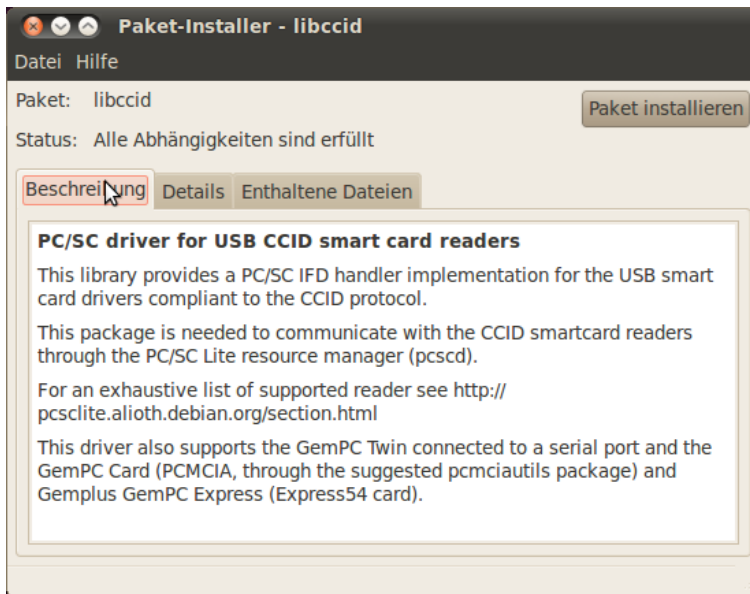 Paket-Installer - libccid
Datei Hilfe
Paket: libccid
Paket installieren
Status: Alle Abhängigkeiten sind erfüllt
Beschreibung Details Enthaltene Dateien
PC/SC driver for USB CCID smart card readers
This library provides a PC/SC IFD handler implementation for the USB smart
card drivers compliant to the CCID protocol.
This package is needed to communicate with the CCID smartcard readers
through the PC/SC Lite resource manager (pcscd).
For an exhaustive list of supported reader see http://
pcsclite.alioth.debian.org/section.html
This driver also supports the GemPC Twin connected to a serial port and the
GemPC Card (PCMCIA, through the suggested pcmciautils package) and
Gemplus GemPC Express (Express54 card).